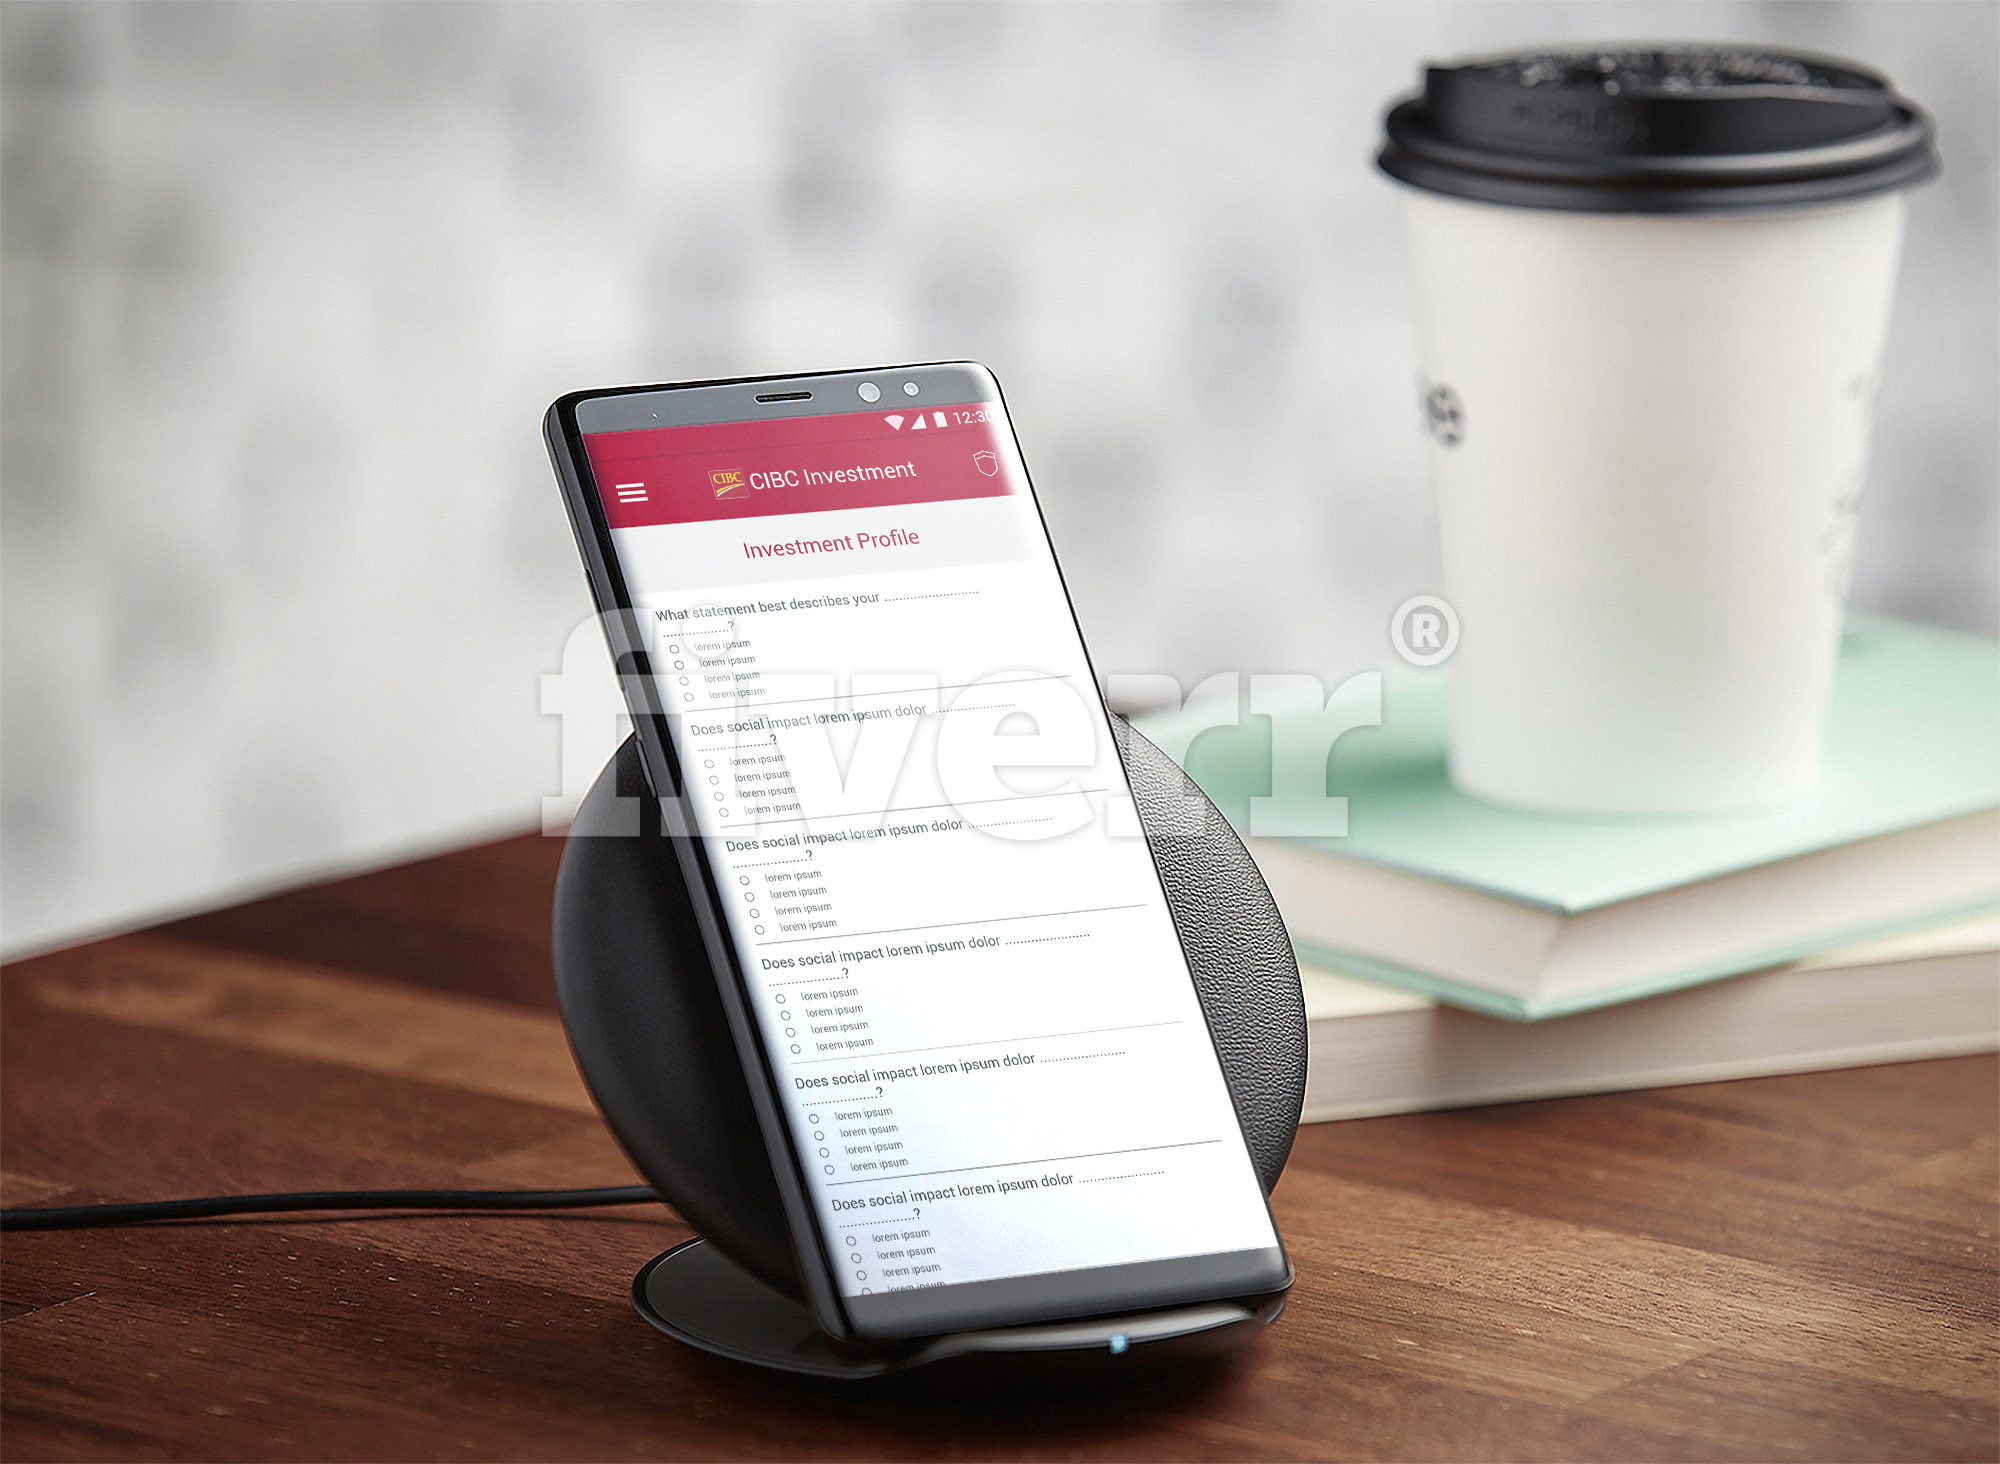 12:30
CIBC CIBC Investment
Investment Profile
What statement best describes your ........................
..................?
lorem ipsum
lorem ipsum
lorem ipsum
lorem ipsum
Does social impact lorem ipsum dolor .....................
...................?
lorem ipsum
lorem ipsum
lorem ipsum
lorem ipsum
Does social impact lorem ipsum dolor .....................
...................?
lorem ipsum
lorem ipsum
lorem ipsum
lorem ipsum
Does social impact lorem ipsum dolor .....................
...................?
lorem ipsum
lorem ipsum
lorem ipsum
lorem ipsum
Does social impact lorem ipsum dolor .....................
...................?
lorem ipsum
lorem ipsum
lorem ipsum
lorem ipsum
Does social impact lorem ipsum dolor .....................
...................?
lorem ipsum
lorem ipsum
lorem ipsum
lorem ipsum
fiverr®